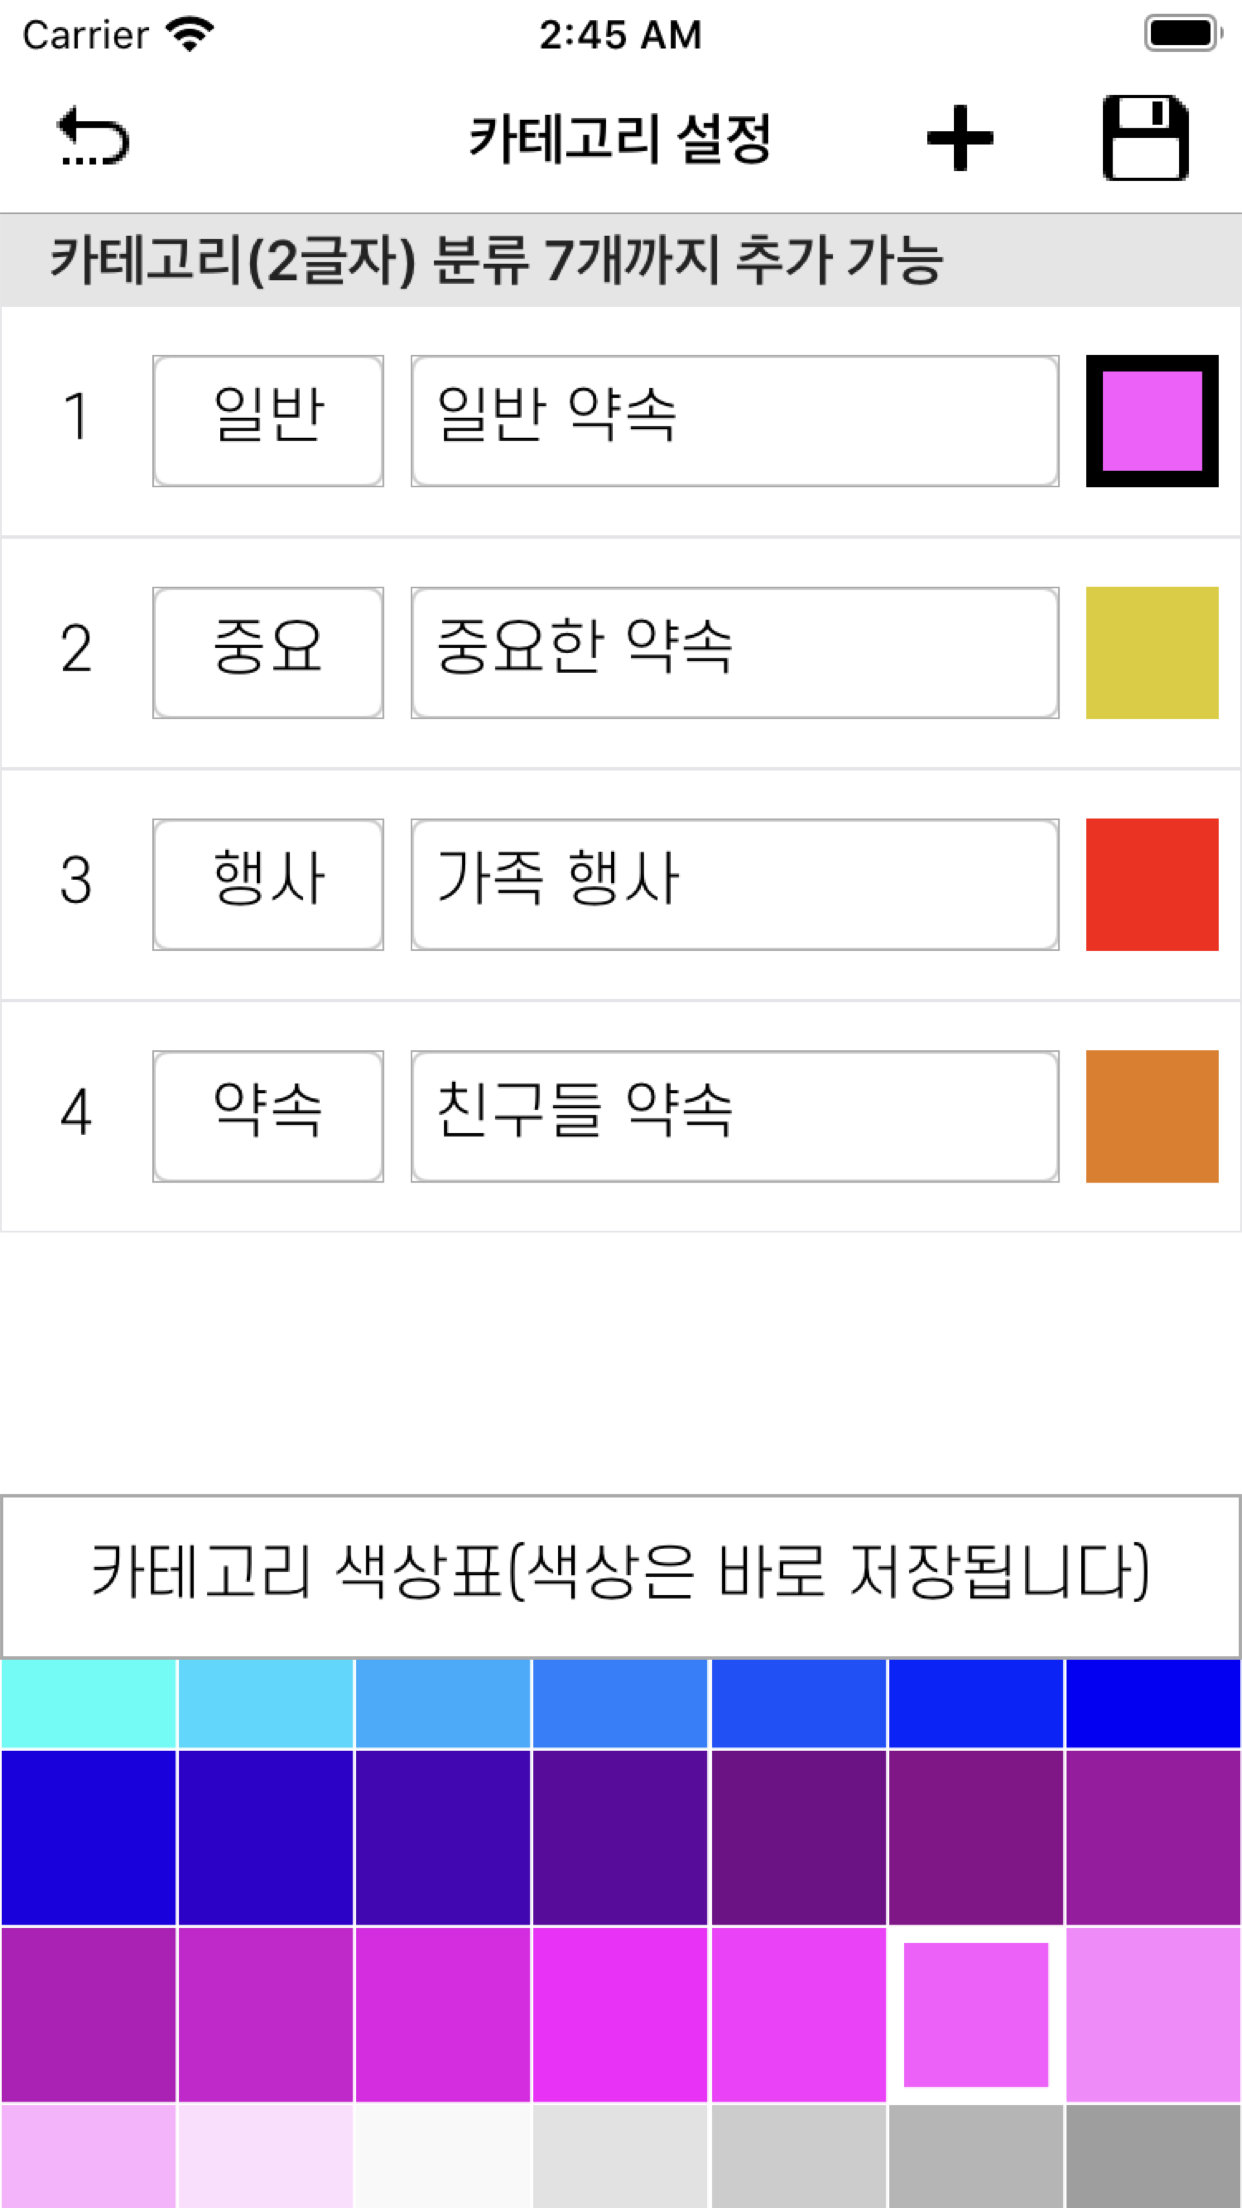 Carrier 2:45 AM
카테고리 설정
카테고리(2글자) 분류 7개까지 추가 가능
1 일반 일반 약속
2 중요 중요한 약속
3 행사 가족 행사
4 약속 친구들 약속
카테고리 색상표(색상은 바로 저장됩니다)